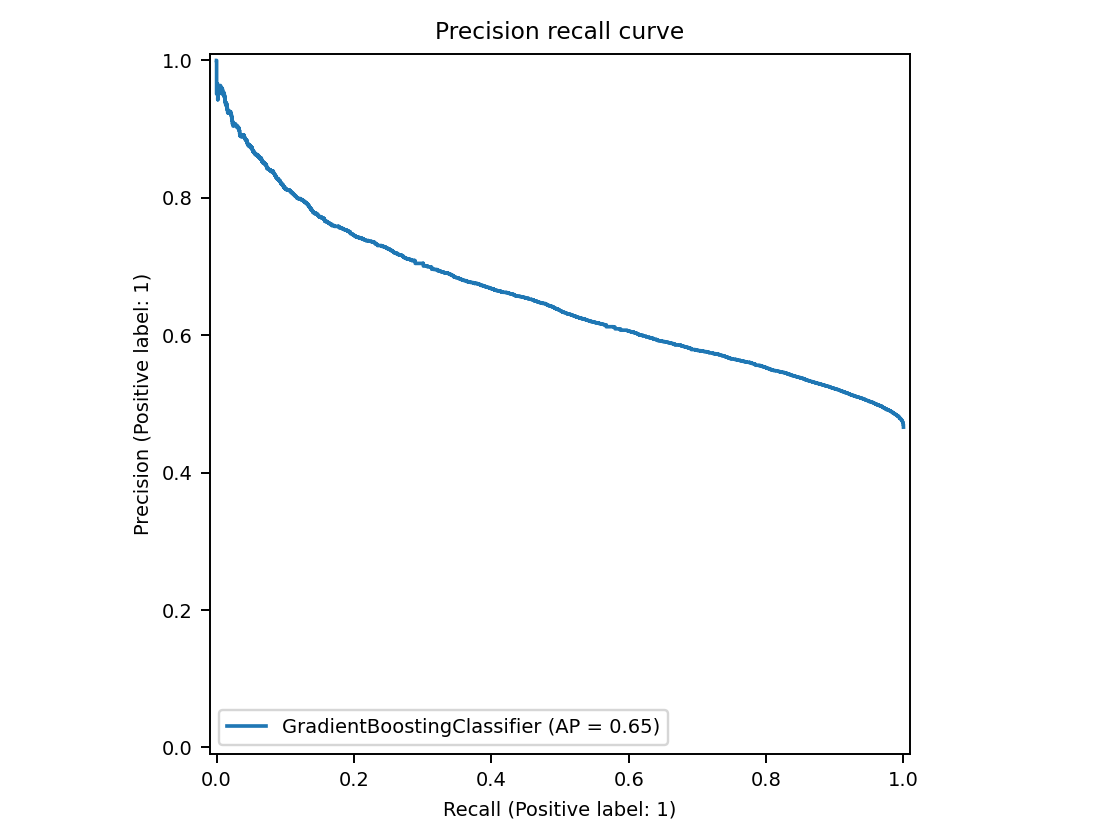 Precision recall curve
1.0
0.8
0.6
0.4
0.2
0.0
Precision (Positive label: 1)
GradientBoostingClassifier (AP = 0.65)
0.0 0.2 0.4 0.6 0.8 1.0
Recall (Positive label: 1)